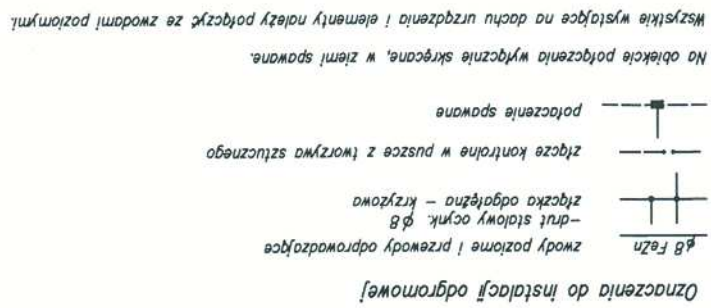 Oznaczenia do instalacji odgromowej
ø8 FeZn zwody poziome i przewody odprowadzające
-drut stalowy ocynk. ø8
złączka odgałęźna - krzyżowa
złącze kontrolne w puszce z tworzywa sztucznego
połączenie spawane
Na obiekcie połączenia wyłącznie skręcane, w ziemi spawane.
Wszystkie wystające na dachu urządzenia i elementy należy połączyć ze zwodami poziomymi.